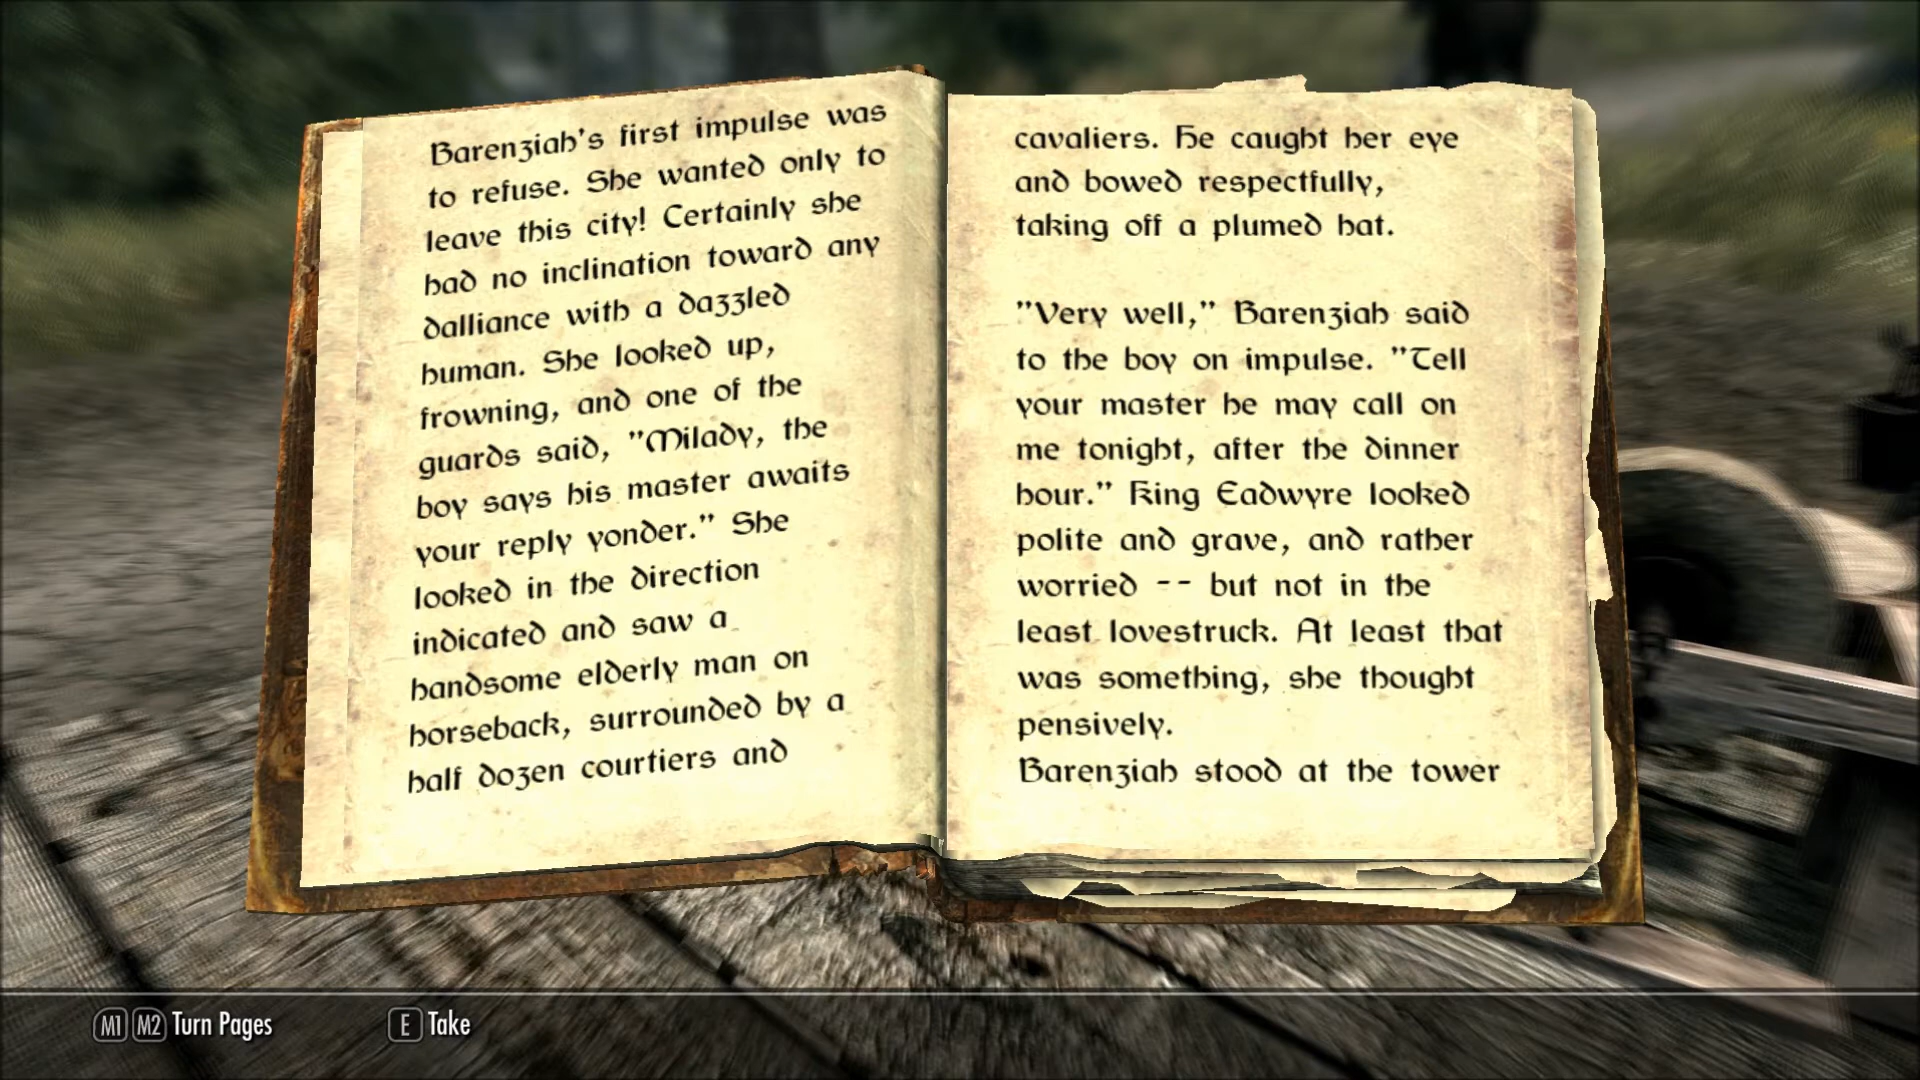 Barenziah's first impulse was
to refuse. She wanted only to
leave this city! Certainly she
had no inclination toward any
dalliance with a dazzled
human. She looked up,
frowning, and one of the
guards said, "Milady, the
boy says his master awaits
your reply yonder." She
looked in the direction
indicated and saw a
handsome elderly man on
horseback, surrounded by a
half dozen courtiers and
cavaliers. He caught her eye
and bowed respectfully,
taking off a plumed hat.
"Very well," Barenziah said
to the boy on impulse. "Tell
your master he may call on
me tonight, after the dinner
hour." King Eadwyre looked
polite and grave, and rather
worried -- but not in the
least lovestruck. At least that
was something, she thought
pensively.
Barenziah stood at the tower
M1 M2 Turn Pages
E Take